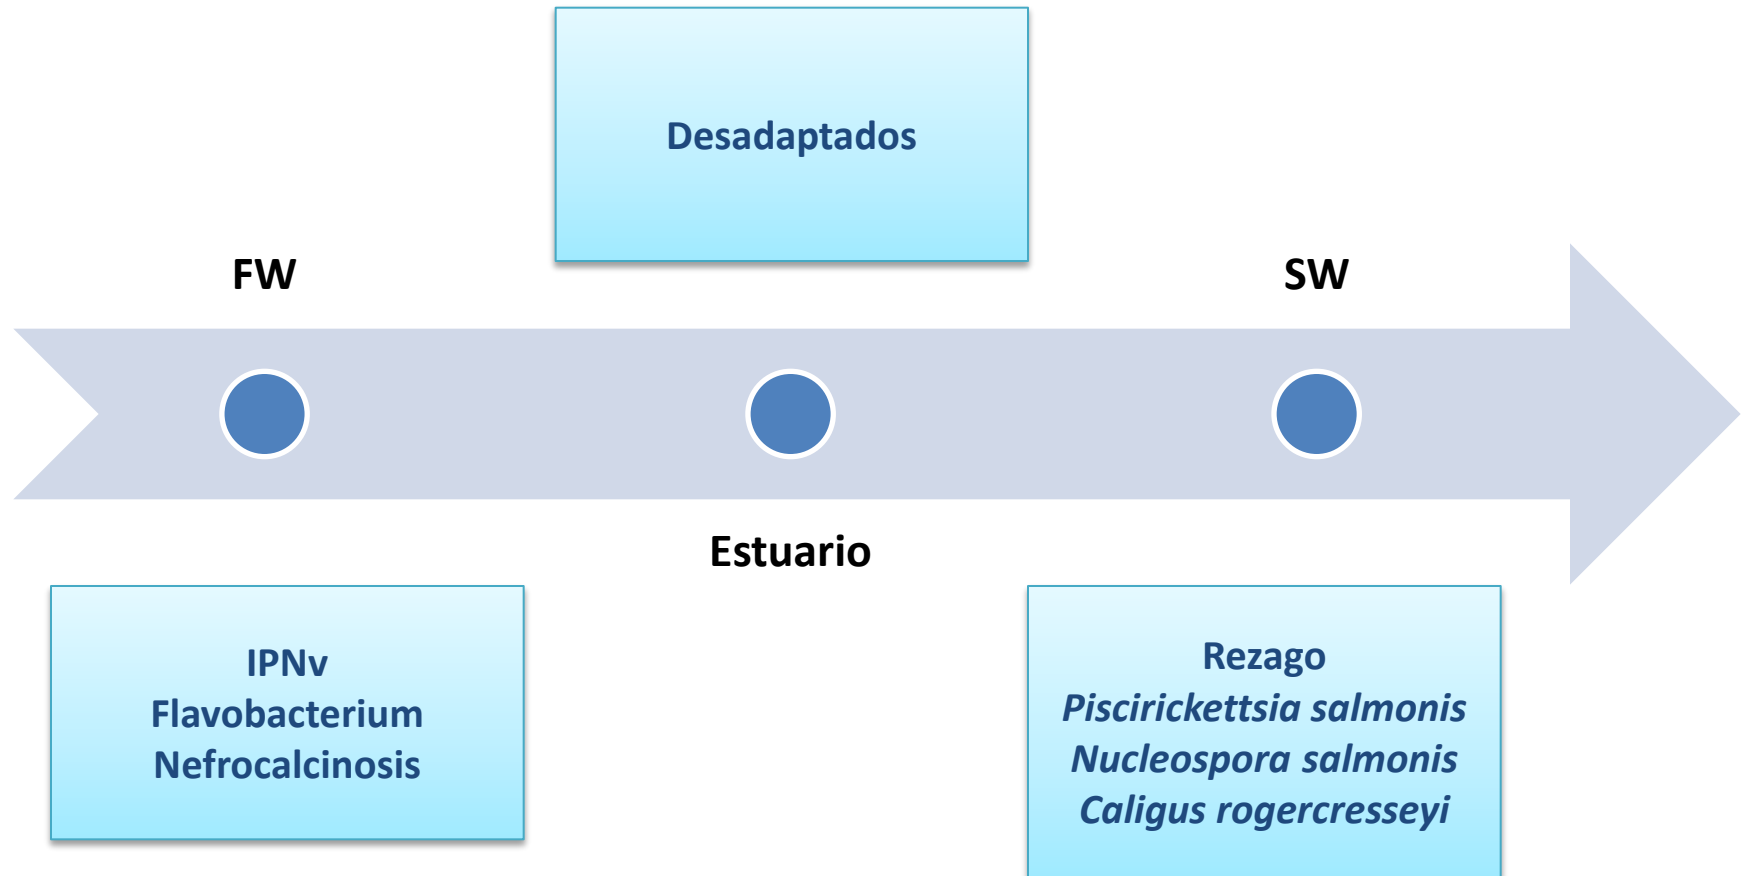 Desadaptados
FW
SW
Estuario
IPNv
Flavobacterium
Nefrocalcinosis
Rezago
Piscirickettsia salmonis
Nucleospora salmonis
Caligus rogercresseyi